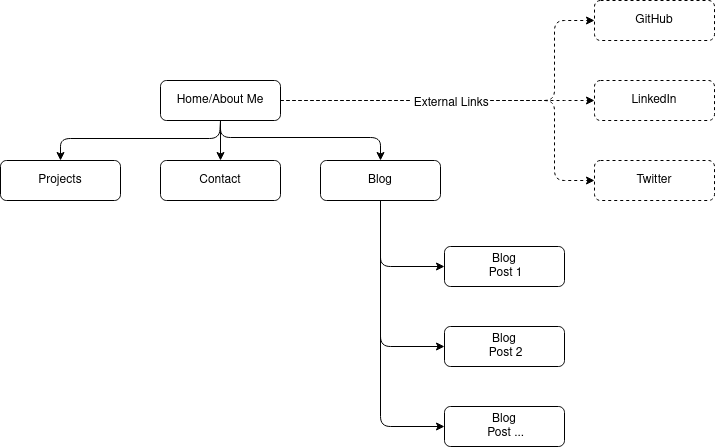 GitHub
Home/About Me
External Links
LinkedIn
Projects
Contact
Blog
Twitter
Blog
Post 1
Blog
Post 2
Blog
Post ...